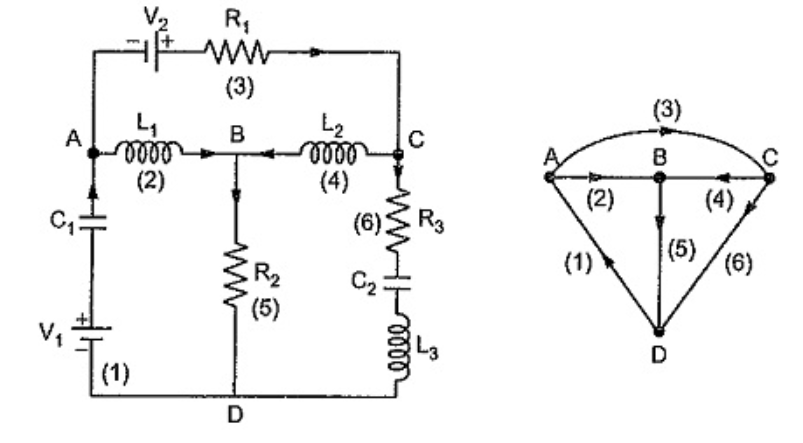 V2 R1
− +
(3)
A L1 B L2 C
(2) (4)
C1 (6) R3
R2 C2
(5)
V1 + −
L3
(1)
D
(3)
A B C
(2) (4)
(1) (5) (6)
D